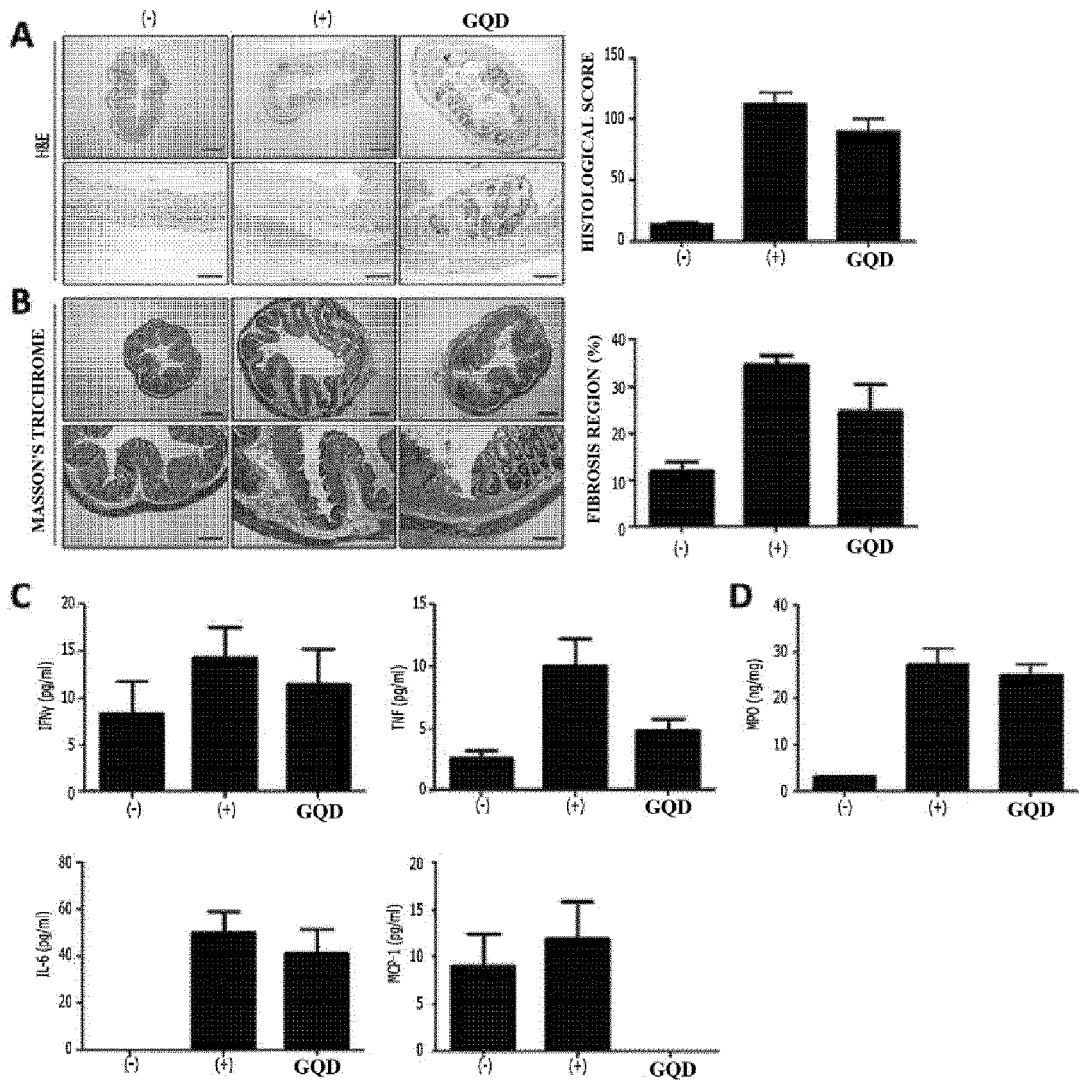 (-) (+) GQD
A
H&E
HISTOLOGICAL SCORE
150
100
50
0
(-) (+) GQD
B
MASSON'S TRICHROME
FIBROSIS REGION (%)
40
30
20
10
0
(-) (+) GQD
C
IFNγ (pg/ml)
20
15
10
5
0
(-) (+) GQD
TNF (pg/ml)
15
10
5
0
(-) (+) GQD
D
MPO (ng/mg)
40
30
20
10
0
(-) (+) GQD
IL-6 (pg/ml)
80
60
40
20
0
(-) (+) GQD
MCP-1 (pg/ml)
20
15
10
5
0
(-) (+) GQD